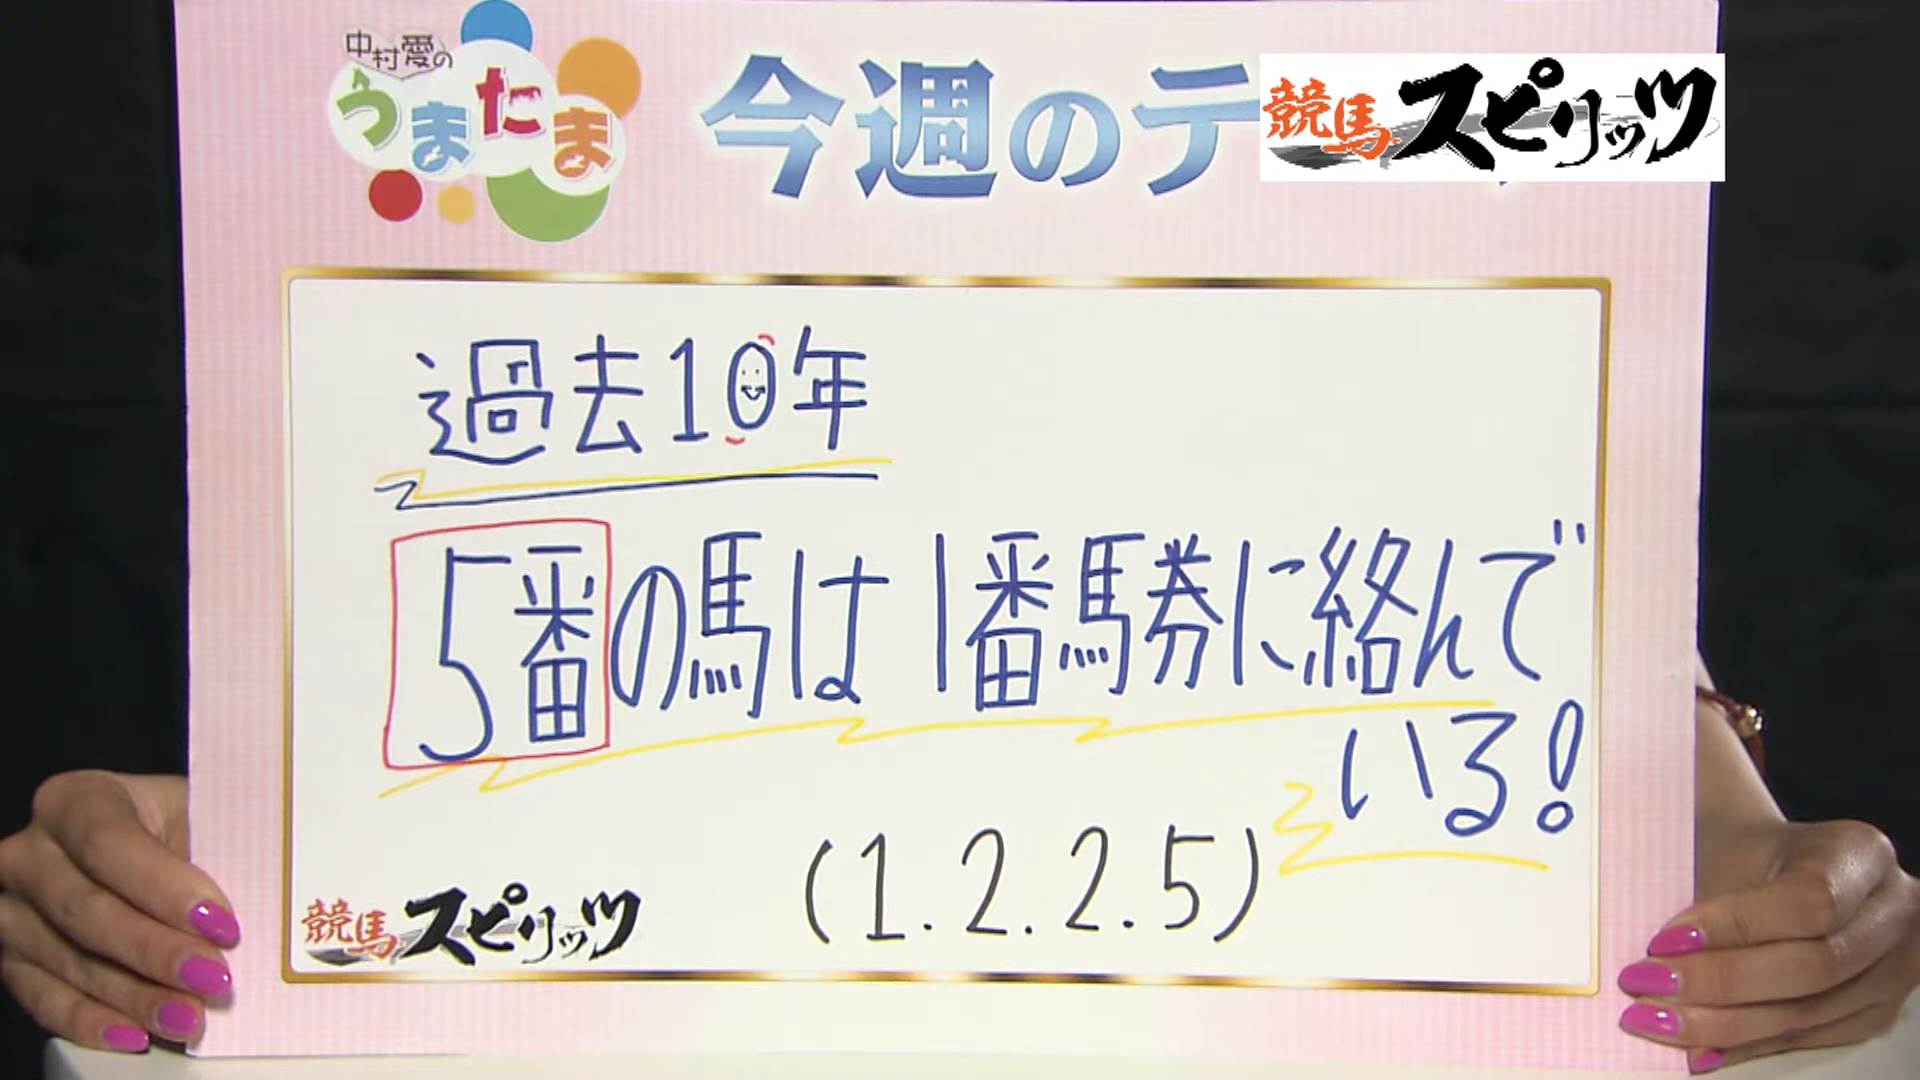 中村愛の
うまたま
今週のテ
競馬スピリッツ
過去10年
5番の馬は1番馬券に絡んで
いる!
(1.2.2.5)
競馬スピリッツ